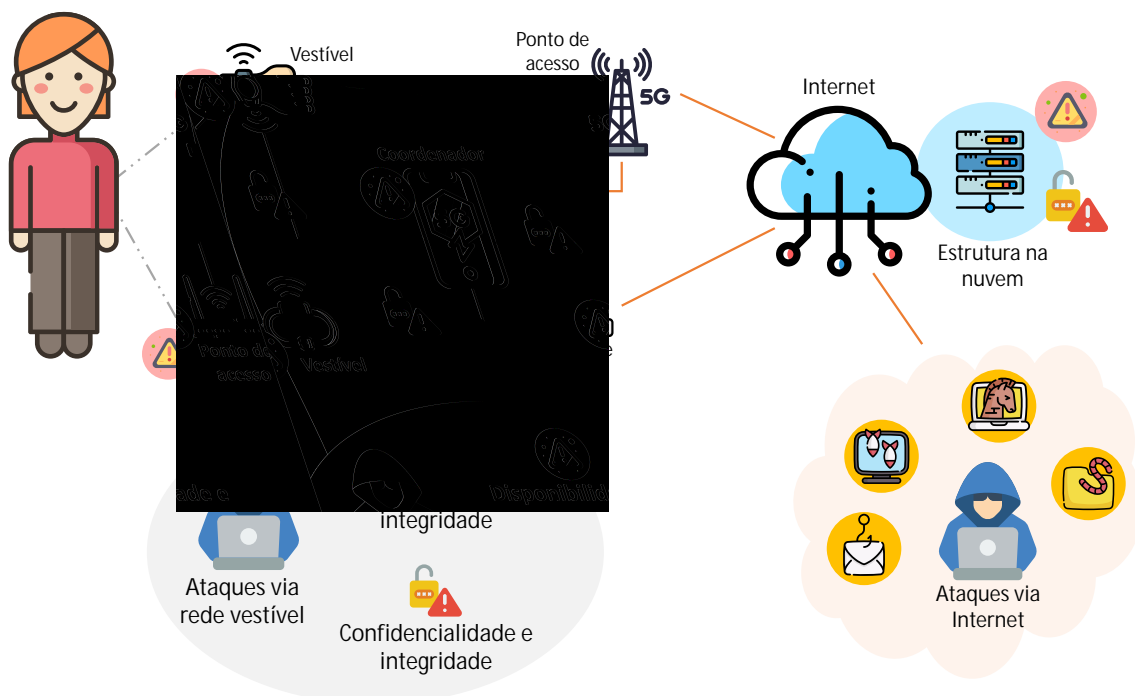 Vestível
Ponto de
acesso
5G
Internet
Coordenador
Estrutura na
nuvem
Ponto de
acesso
Vestível
ade e
Disponibilid
integridade
Ataques via
rede vestível
Confidencialidade e
integridade
Ataques via
Internet